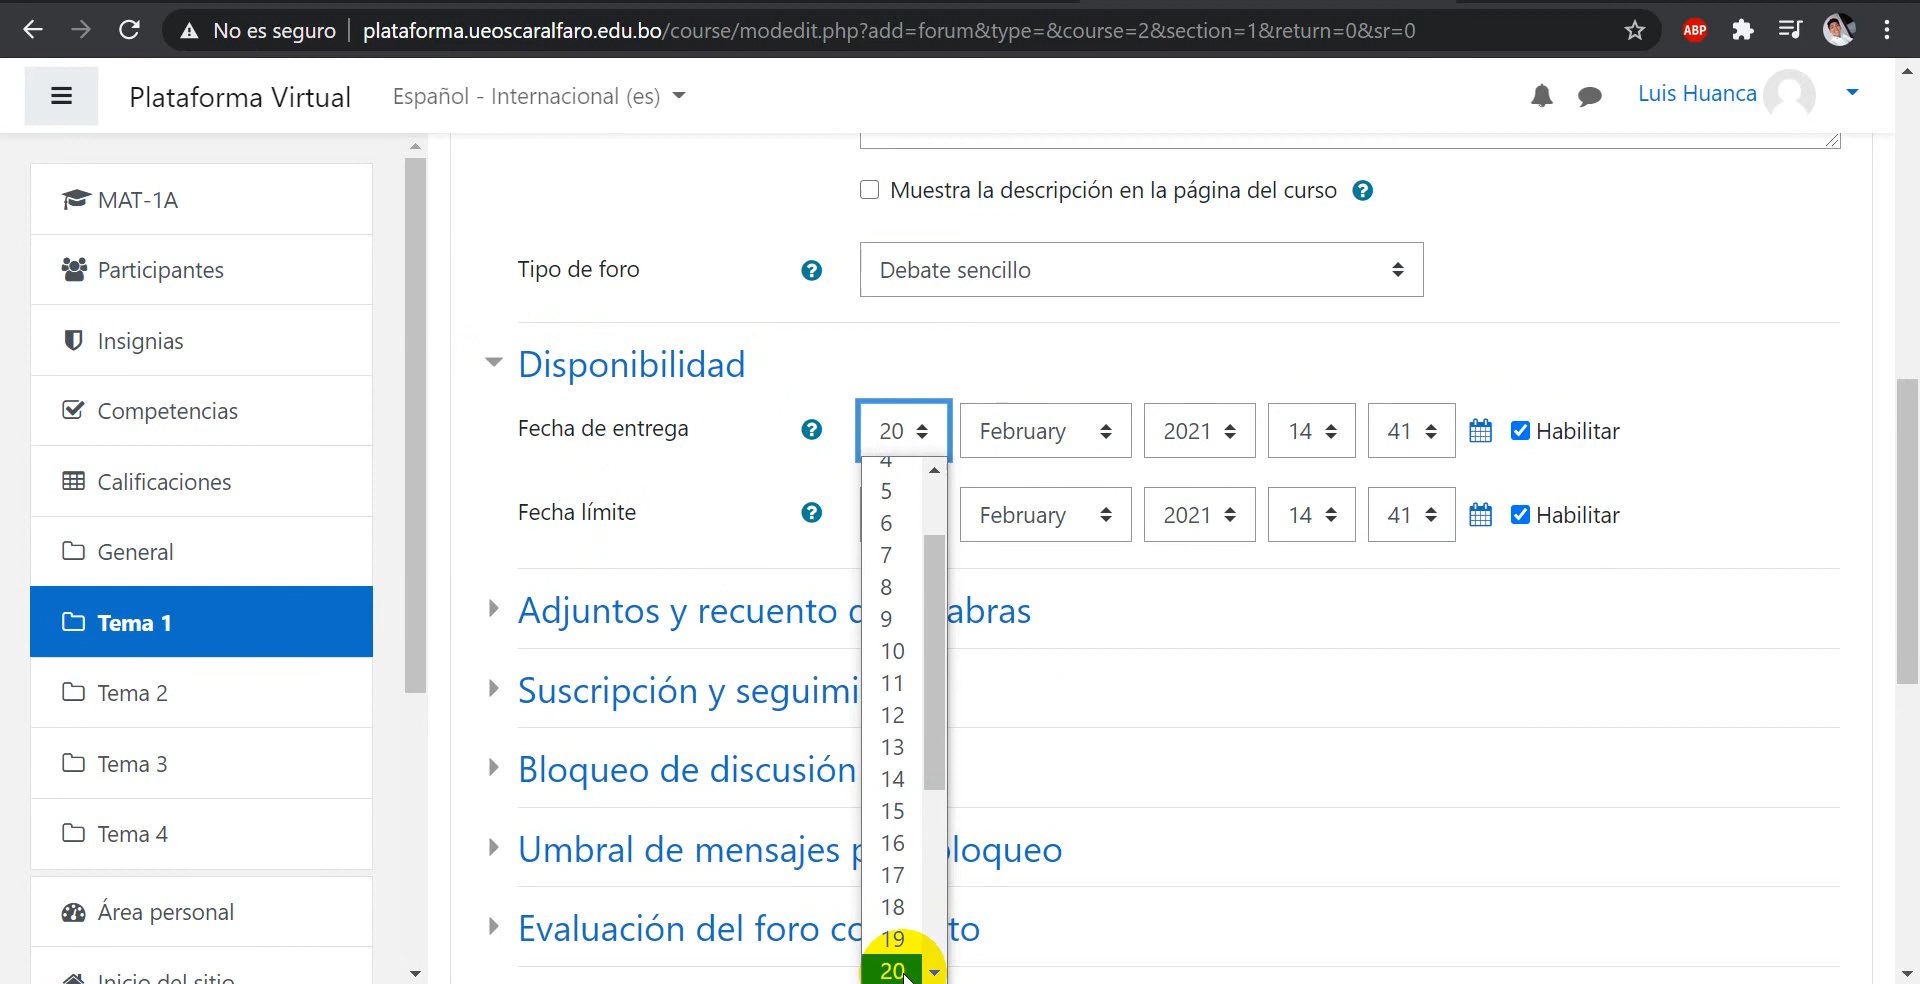 No es seguro | plataforma.ueoscaralfaro.edu.bo/course/modedit.php?add=forum&type=&course=2&section=1&return=0&sr=0
ABP
Plataforma Virtual
Español - Internacional (es)
Luis Huanca
MAT-1A
Participantes
Insignias
Competencias
Calificaciones
General
Tema 1
Tema 2
Tema 3
Tema 4
Área personal
Inicio del sitio
Muestra la descripción en la página del curso
Tipo de foro
Debate sencillo
Disponibilidad
Fecha de entrega
20
February
2021
14
41
Habilitar
Fecha límite
February
2021
14
41
Habilitar
4
5
6
7
8
9
10
11
12
13
14
15
16
17
18
19
20
Adjuntos y recuento abras
Suscripción y seguimi
Bloqueo de discusión
Umbral de mensajes p loqueo
Evaluación del foro co to